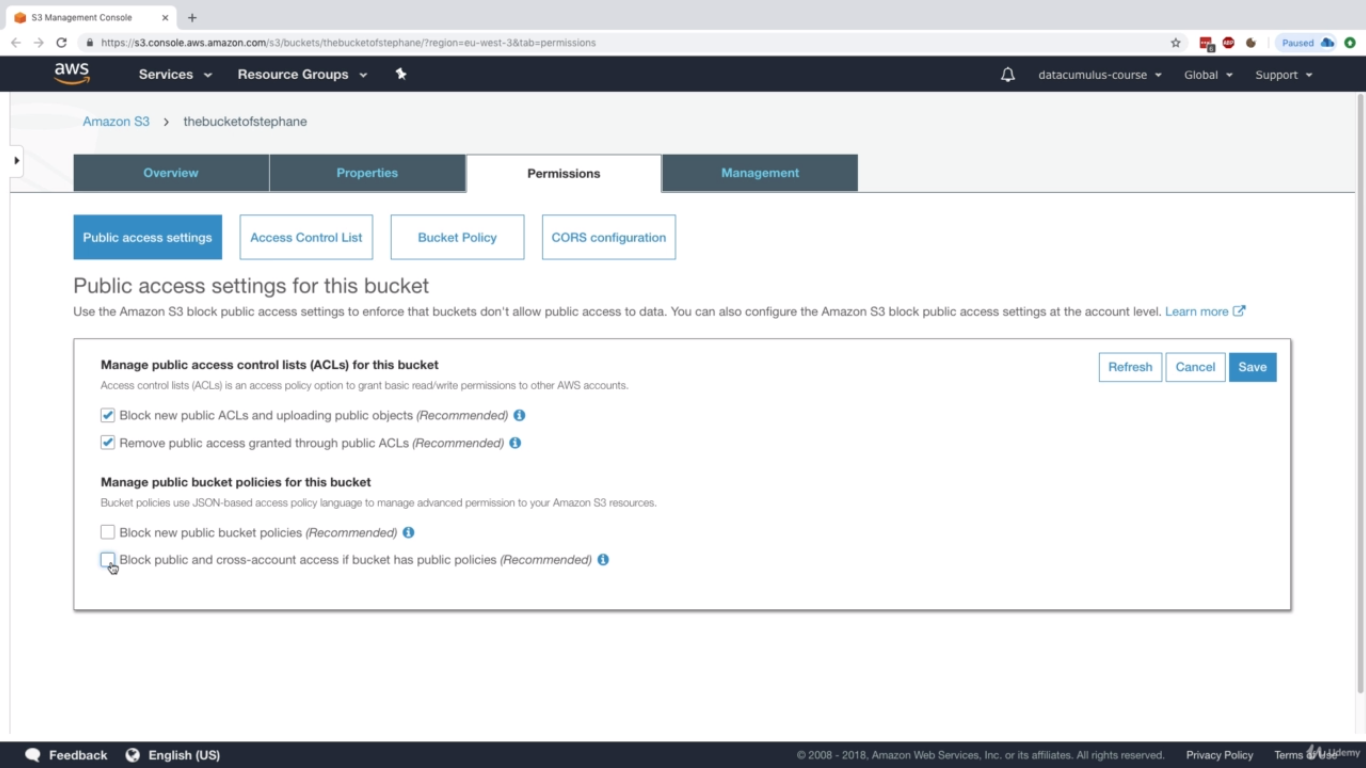 S3 Management Console
https://s3.console.aws.amazon.com/s3/buckets/thebucketofstephane/?region=eu-west-3&tab=permissions
Paused
aws Services Resource Groups datacumulus-course Global Support
Amazon S3 > thebucketofstephane
Overview Properties Permissions Management
Public access settings Access Control List Bucket Policy CORS configuration
Public access settings for this bucket
Use the Amazon S3 block public access settings to enforce that buckets don't allow public access to data. You can also configure the Amazon S3 block public access settings at the account level. Learn more
Manage public access control lists (ACLs) for this bucket
Refresh Cancel Save
Access control lists (ACLs) is an access policy option to grant basic read/write permissions to other AWS accounts.
Block new public ACLs and uploading public objects (Recommended)
Remove public access granted through public ACLs (Recommended)
Manage public bucket policies for this bucket
Bucket policies use JSON-based access policy language to manage advanced permission to your Amazon S3 resources.
Block new public bucket policies (Recommended)
Block public and cross-account access if bucket has public policies (Recommended)
Feedback English (US) © 2008 - 2018, Amazon Web Services, Inc. or its affiliates. All rights reserved. Privacy Policy Terms Udemy